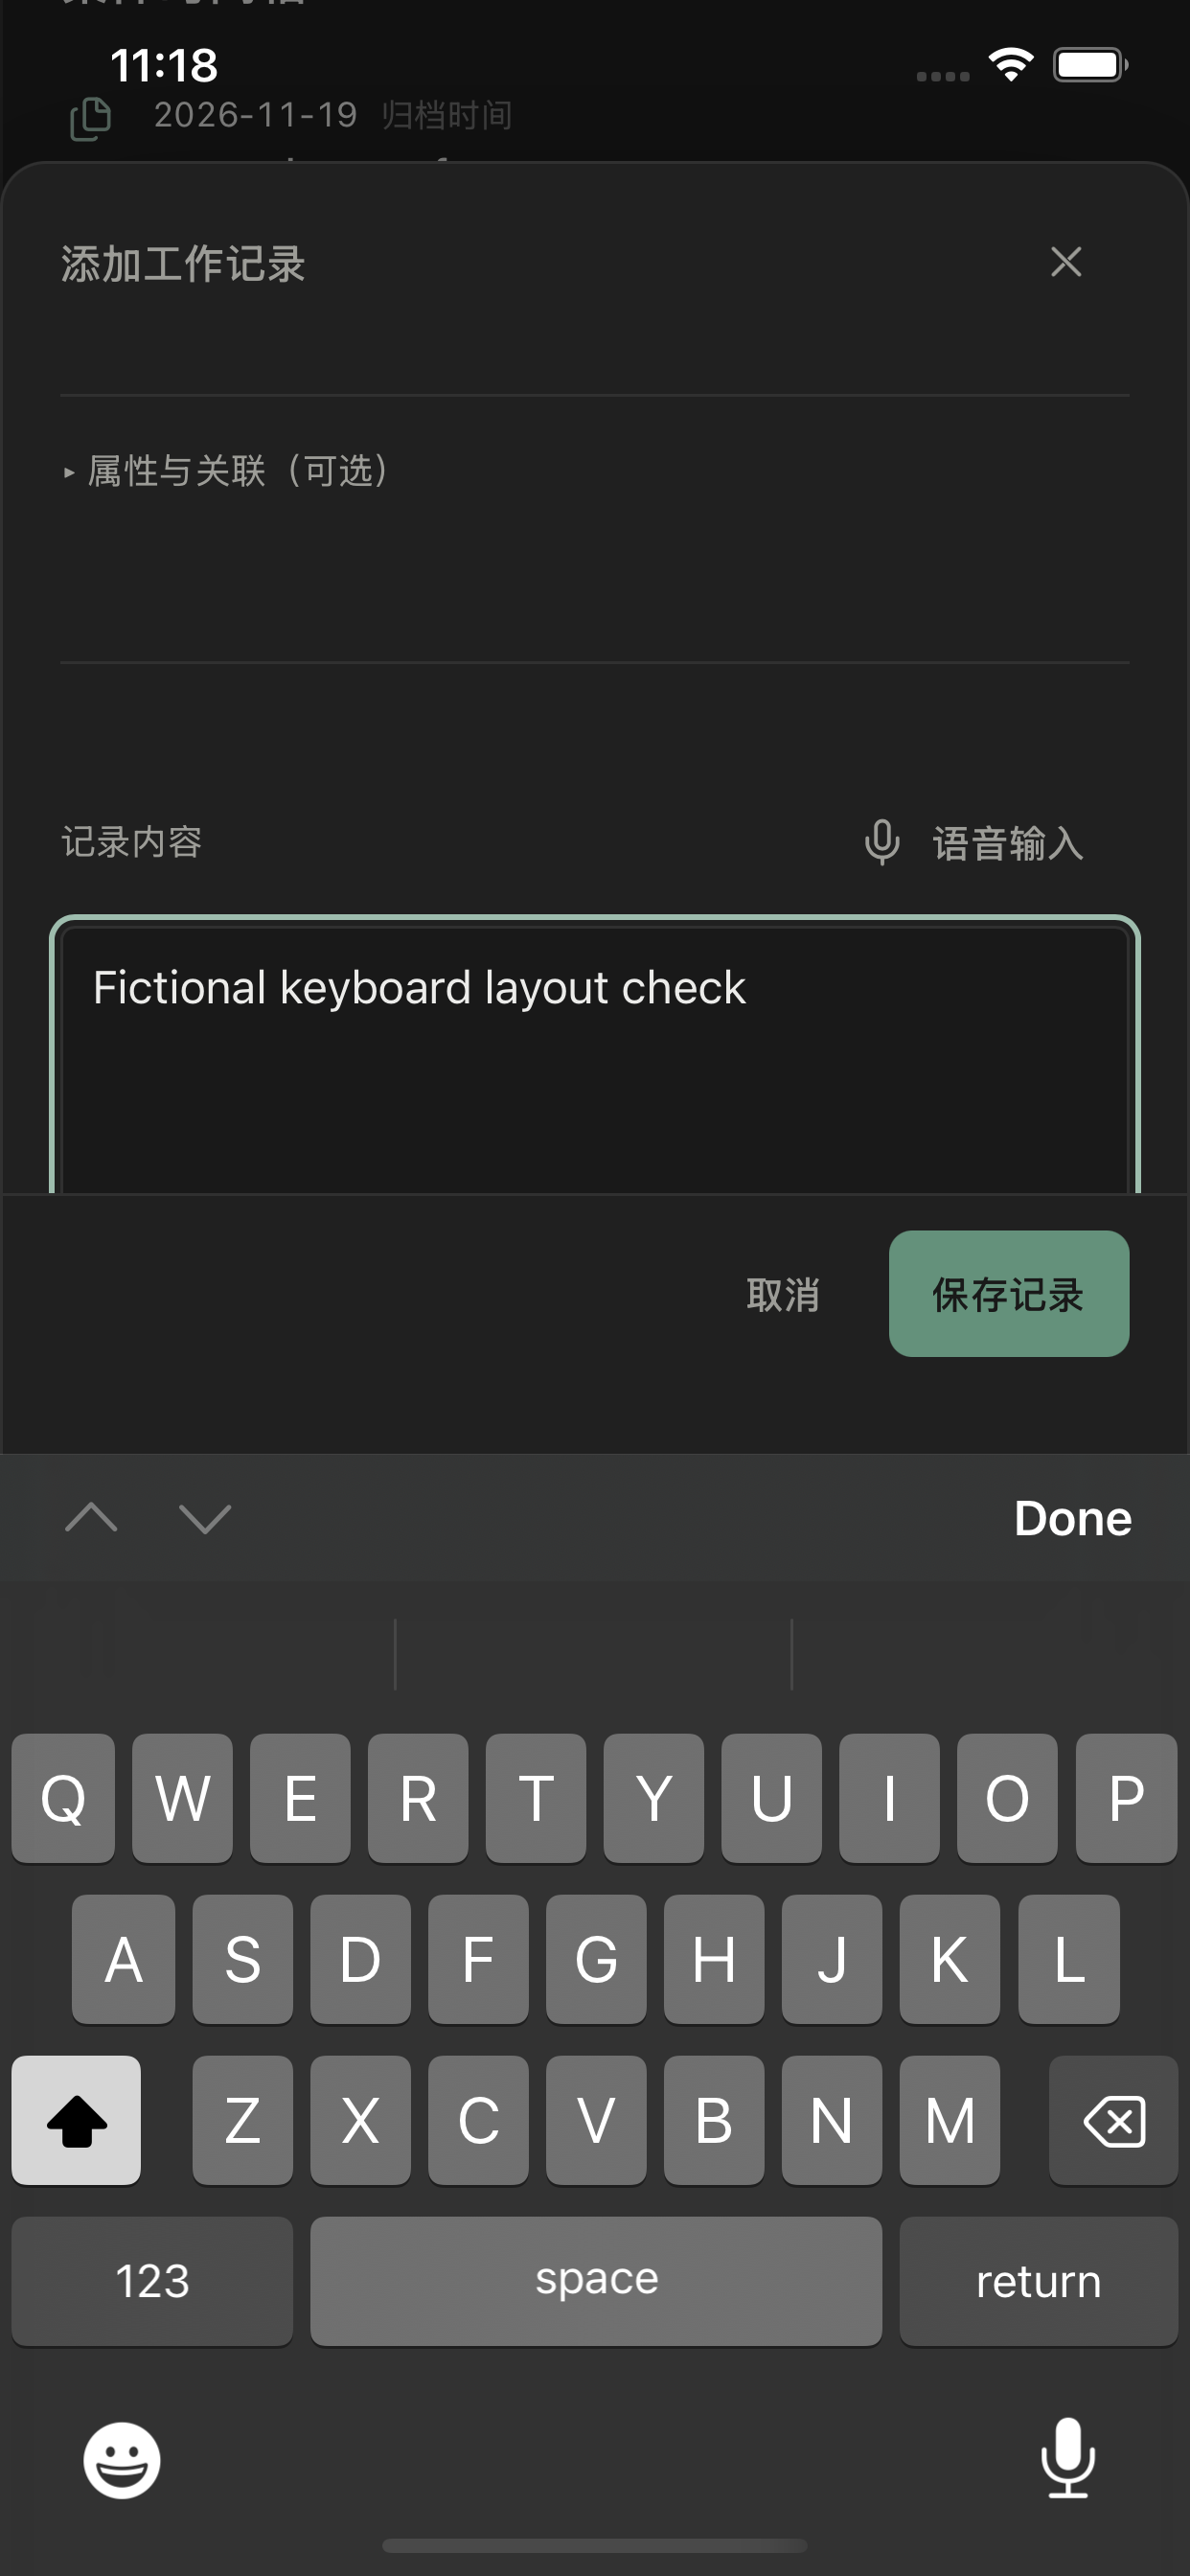 11:18
2026-11-19 归档时间
添加工作记录
属性与关联（可选）
记录内容
语音输入
Fictional keyboard layout check
取消
保存记录
Done
Q W E R T Y U I O P
A S D F G H J K L
Z X C V B N M
123 space return